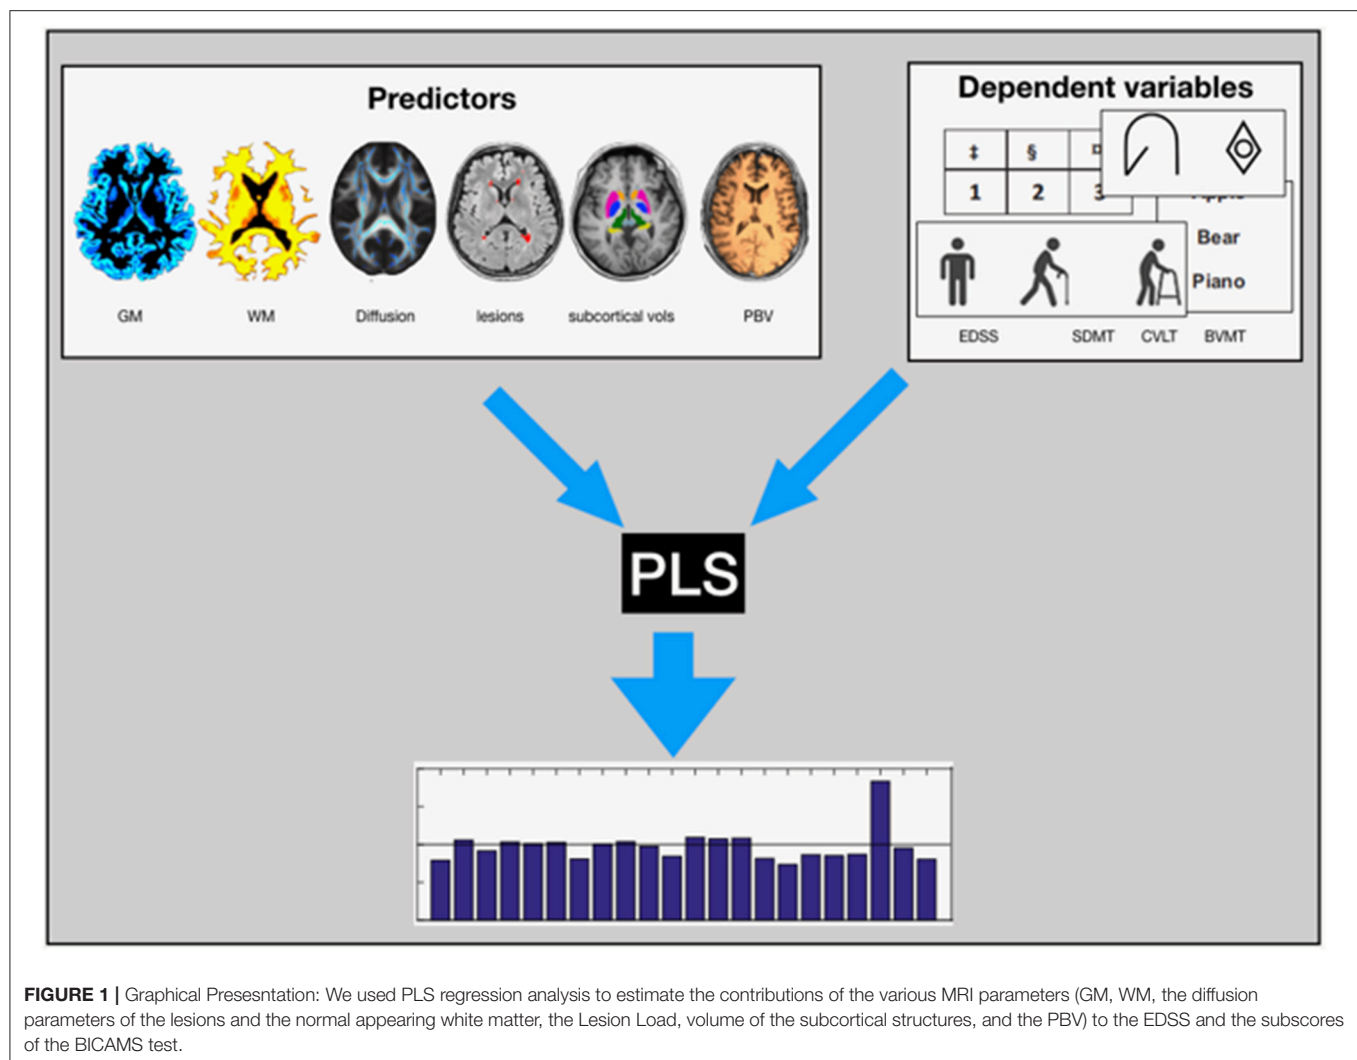 Predictors
GM WM Diffusion lesions subcortical vols PBV
Dependent variables
‡ § ¤
1 2 3
Bear
Piano
EDSS SDMT CVLT BVMT
PLS
FIGURE 1 | Graphical Presesntation: We used PLS regression analysis to estimate the contributions of the various MRI parameters (GM, WM, the diffusion
parameters of the lesions and the normal appearing white matter, the Lesion Load, volume of the subcortical structures, and the PBV) to the EDSS and the subscores
of the BICAMS test.